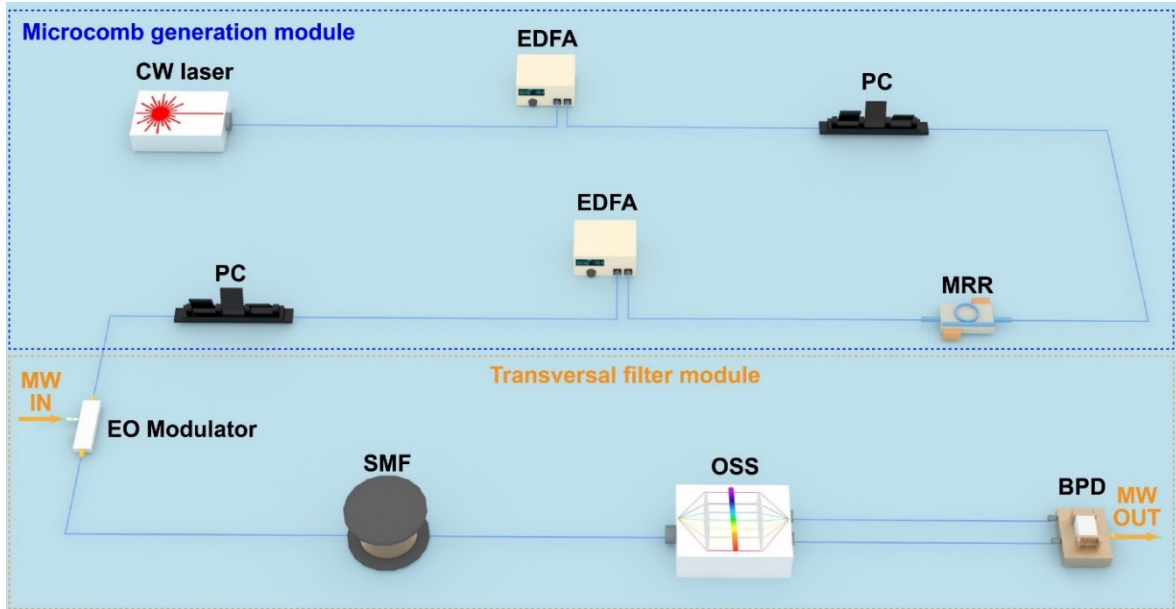 Microcomb generation module
CW laser
EDFA
PC
EDFA
PC
MRR
Transversal filter module
MW
IN
EO Modulator
SMF
OSS
BPD
MW
OUT